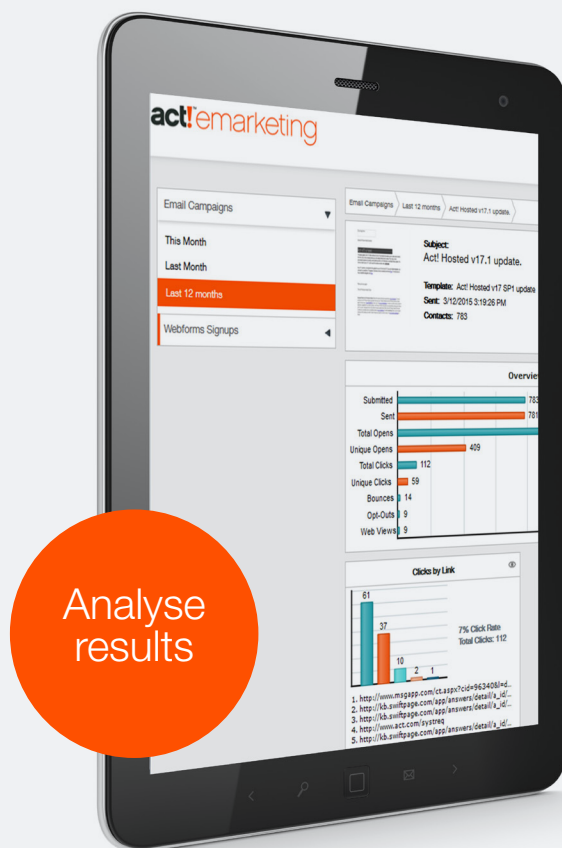 act! emarketing
Email Campaigns
This Month
Last Month
Last 12 months
Webforms Signups
Email Campaigns Last 12 months Act! Hosted v17.1 update.
Subject:
Act! Hosted v17.1 update.
Template: Act! Hosted v17 SP1 update
Sent: 3/12/2015 3:19:26 PM
Contacts: 783
Overvie
Submitted 783
Sent 781
Total Opens
Unique Opens 409
Total Clicks 112
Unique Clicks 59
Bounces 14
Opt-Outs 9
Web Views 9
Clicks by Link
61
37
10
2
1
7% Click Rate
Total Clicks: 112
1. http://www.msgapp.com/ct.aspx?cid=96340&l=d..
2. http://kb.swiftpage.com/app/answers/detail/a_id/..
3. http://kb.swiftpage.com/app/answers/detail/a_id/..
4. http://www.act.com/systreq
5. http://kb.swiftpage.com/app/answers/detail/a_id/..
Analyse
results